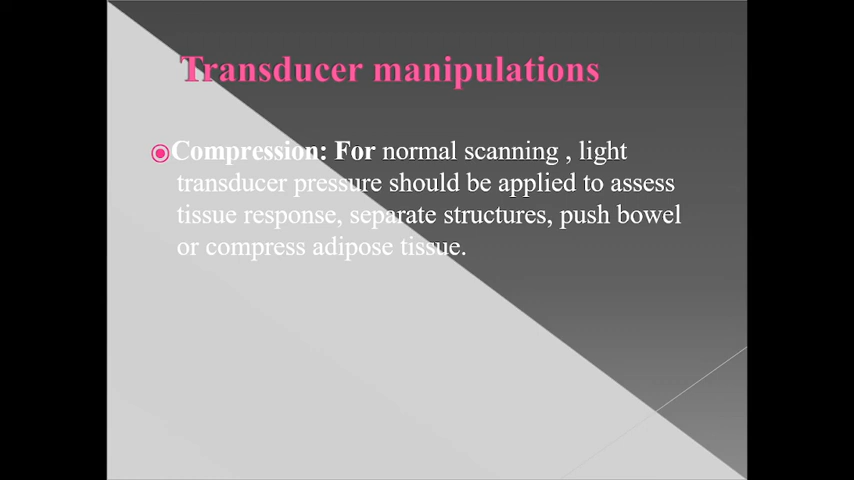 Transducer manipulations
Compression: For normal scanning , light
transducer pressure should be applied to assess
tissue response, separate structures, push bowel
or compress adipose tissue.